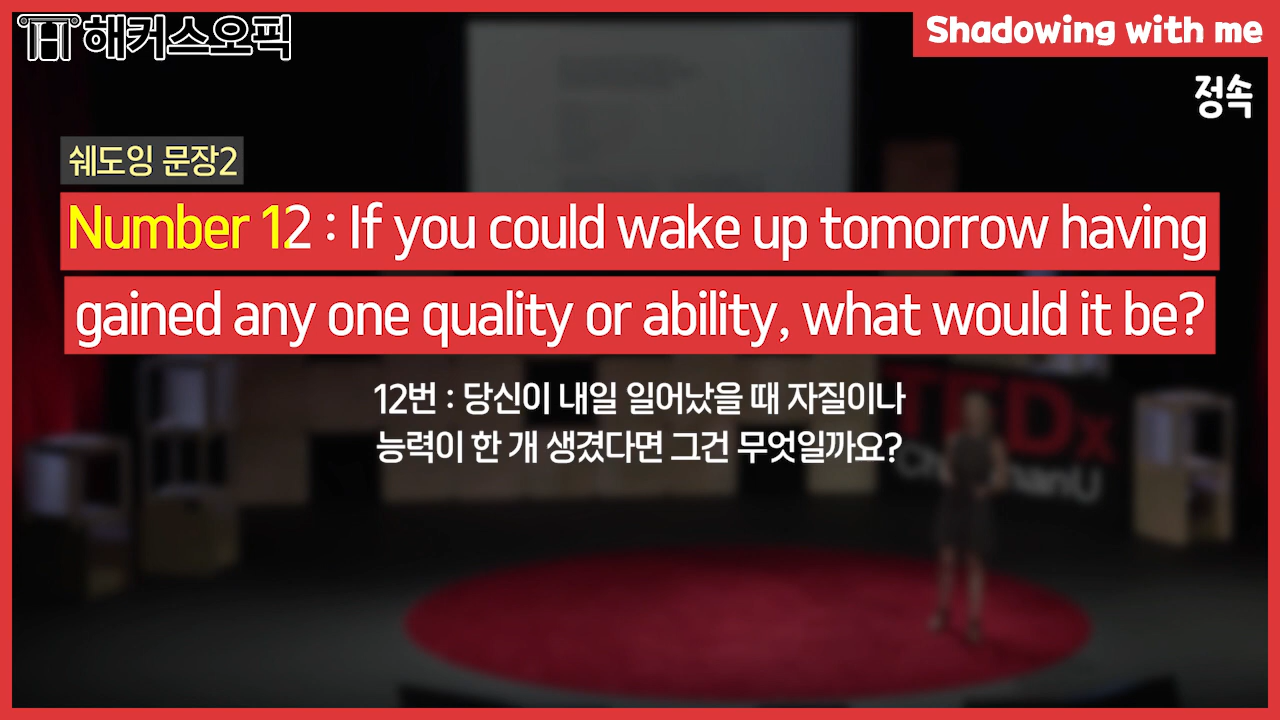 해커스오픽
Shadowing with me
정속
쉐도잉 문장2
Number 12 : If you could wake up tomorrow having
gained any one quality or ability, what would it be?
12번 : 당신이 내일 일어났을 때 자질이나
능력이 한 개 생겼다면 그건 무엇일까요?
TEDx